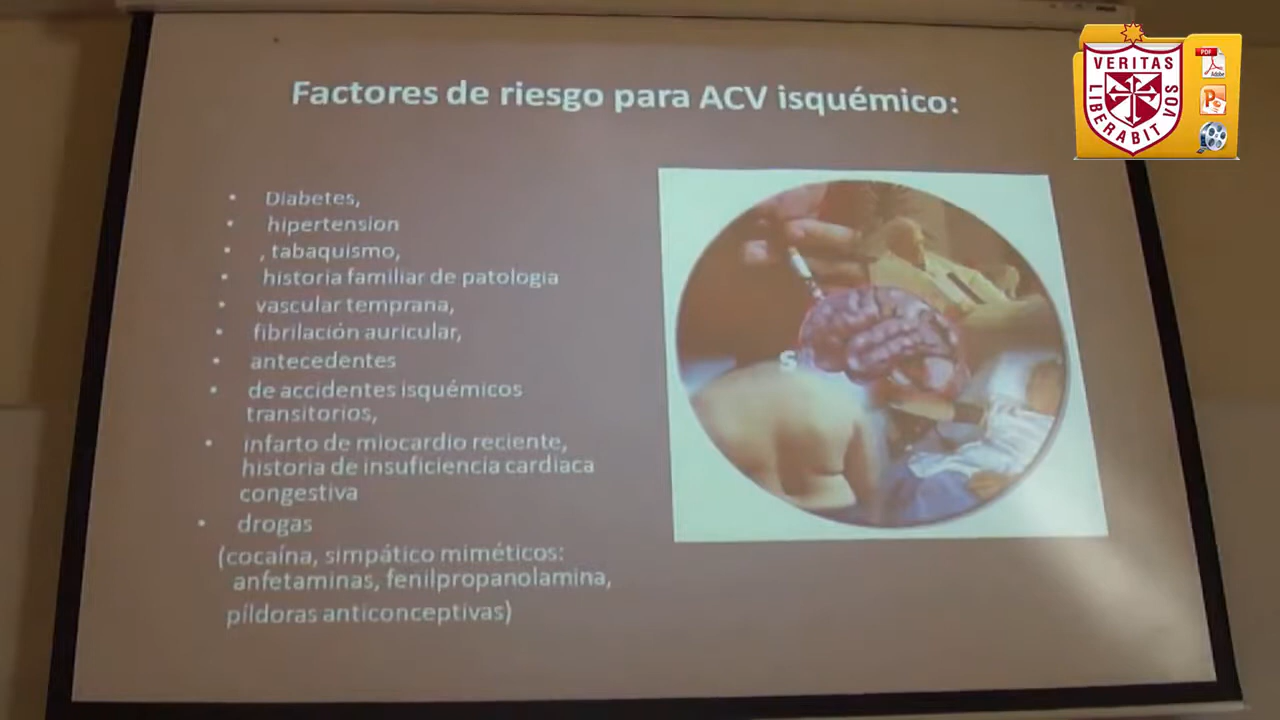 Factores de riesgo para ACV isquémico:
• Diabetes,
• hipertension
• , tabaquismo,
• historia familiar de patologia
• vascular temprana,
• fibrilación auricular,
• antecedentes
• de accidentes isquémicos
transitorios,
• infarto de miocardio reciente,
historia de insuficiencia cardiaca
congestiva
• drogas
(cocaína, simpático miméticos:
anfetaminas, fenilpropanolamina,
píldoras anticonceptivas)
S
VERITAS
LIBERABIT VOS
PDF
Adobe
P